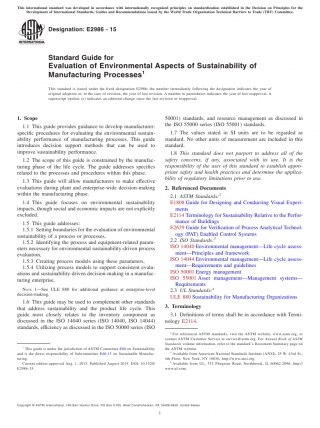 This international standard was developed in accordance with internationally recognized principles on standardization established in the Decision on Principles for the
Development of International Standards, Guides and Recommendations issued by the World Trade Organization Technical Barriers to Trade (TBT) Committee.
Designation: E2986 − 15
Standard Guide for
Evaluation of Environmental Aspects of Sustainability of
Manufacturing Processes1
This standard is issued under the fixed designation E2986; the number immediately following the designation indicates the year of
original adoption or, in the case of revision, the year of last revision. A number in parentheses indicates the year of last reapproval. A
superscript epsilon (ε) indicates an editorial change since the last revision or reapproval.
1. Scope
1.1 This guide provides guidance to develop manufacturer-
specific procedures for evaluating the environmental sustain-
ability performance of manufacturing processes. This guide
introduces decision support methods that can be used to
improve sustainability performance.
1.2 The scope of this guide is constrained by the manufac-
turing phase of the life cycle. The guide addresses specifics
related to the processes and procedures within this phase.
1.3 This guide will allow manufacturers to make effective
evaluations during plant and enterprise-wide decision-making
within the manufacturing phase.
1.4 This guide focuses on environmental sustainability
impacts, though social and economic impacts are not explicitly
excluded.
1.5 This guide addresses:
1.5.1 Setting boundaries for the evaluation of environmental
sustainability of a process or processes,
1.5.2 Identifying the process and equipment-related param-
eters necessary for environmental sustainability-driven process
evaluation,
1.5.3 Creating process models using these parameters,
1.5.4 Utilizing process models to support consistent evalu-
ations and sustainability-driven decision-making in a manufac-
turing enterprise.
NOTE 1—See ULE 880 for additional guidance at enterprise-level
decision-making.
1.6 This guide may be used to complement other standards
that address sustainability and the product life cycle. This
guide most closely relates to the inventory component as
discussed in the ISO 14040 series (ISO 14040, ISO 14044)
standards, efficiency as discussed in the ISO 50000 series (ISO
50001) standards, and resource management as discussed in
the ISO 55000 series (ISO 55001) standards.
1.7 The values stated in SI units are to be regarded as
standard. No other units of measurement are included in this
standard.
1.8 This standard does not purport to address all of the
safety concerns, if any, associated with its use. It is the
responsibility of the user of this standard to establish appro-
priate safety and health practices and determine the applica-
bility of regulatory limitations prior to use.
2. Referenced Documents
2.1 ASTM Standards:2
E1808 Guide for Designing and Conducting Visual Experi-
ments
E2114 Terminology for Sustainability Relative to the Perfor-
mance of Buildings
E2629 Guide for Verification of Process Analytical Technol-
ogy (PAT) Enabled Control Systems
2.2 ISO Standards:3
ISO 14040 Environmental management—Life cycle assess-
ment—Principles and framework
ISO 14044 Environmental management—Life cycle assess-
ment—Requirements and guidelines
ISO 50001 Energy management
ISO 55001 Asset management—Management systems—
Requirements
2.3 UL Standards:4
ULE 880 Sustainability for Manufacturing Organizations
3. Terminology
3.1 Definitions of terms shall be in accordance with Termi-
nology E2114.
1 This guide is under the jurisdiction of ASTM Committee E60 on Sustainability
and is the direct responsibility of Subcommittee E60.13 on Sustainable Manufac-
turing.
Current edition approved Aug. 1, 2015. Published August 2015. DOI: 10.1520/
E2986-15.
2 For referenced ASTM standards, visit the ASTM website, www.astm.org, or
contact ASTM Customer Service at service@astm.org. For Annual Book of ASTM
Standards volume information, refer to the standard's Document Summary page on
the ASTM website.
3 Available from American National Standards Institute (ANSI), 25 W. 43rd St.,
4th Floor, New York, NY 10036, http://www.ansi.org.
4 Available from UL, 333 Pfingsten Road, Northbrook, IL 60062-2096, http://
www.ul.com.
Copyright © ASTM International, 100 Barr Harbor Drive, PO Box C700, West Conshohocken, PA 19428-2959. United States
1